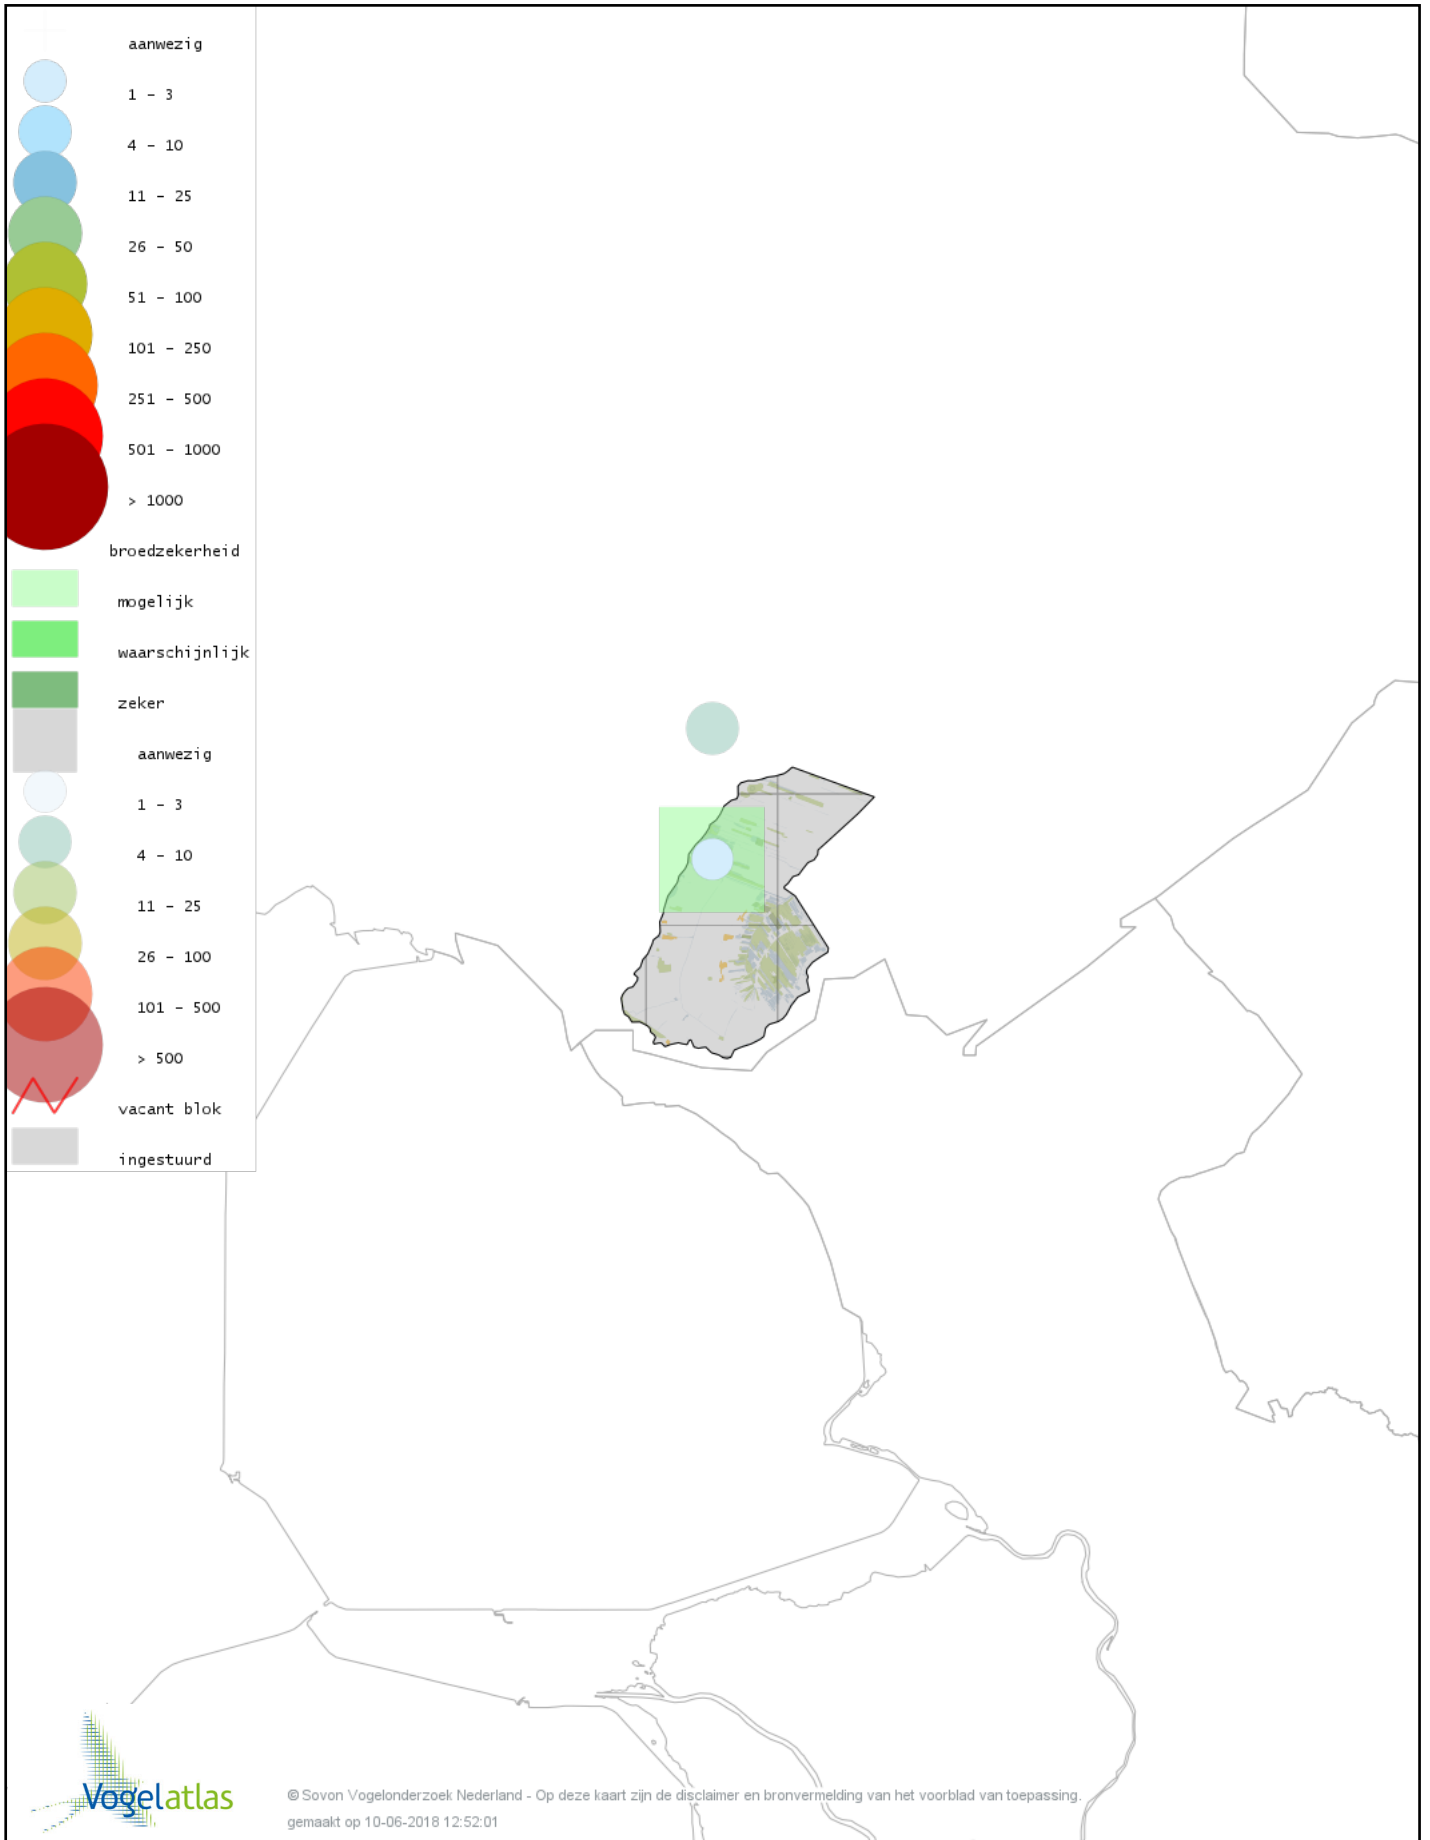 aanwezig
1 - 3
4 - 10
11 - 25
26 - 50
51 - 100
101 - 250
251 - 500
501 - 1000
> 1000
broedzekerheid
mogelijk
waarschijnlijk
zeker
aanwezig
1 - 3
4 - 10
11 - 25
26 - 100
101 - 500
> 500
vacant blok
ingestuurd
Vogelatlas
© Sovon Vogelonderzoek Nederland - Op deze kaart zijn de disclaimer en bronvermelding van het voorblad van toepassing.
gemaakt op 10-06-2018 12:52:01